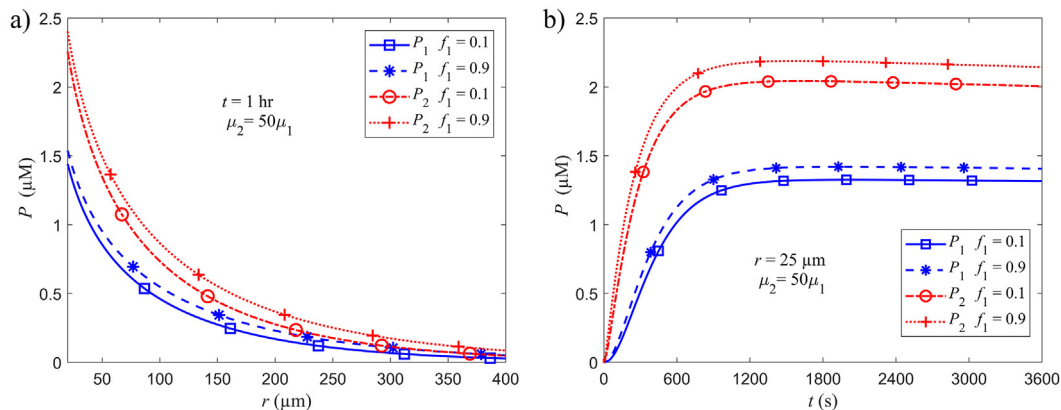 a)
2.5
2
1.5
1
0.5
0
P (μM)
50
100
150
200
250
300
350
400
r (μm)
t = 1 hr
μ2= 50μ1
P1 f1 = 0.1
P1 f1 = 0.9
P2 f1 = 0.1
P2 f1 = 0.9
b)
2.5
2
1.5
1
0.5
0
P (μM)
0
600
1200
1800
2400
3000
3600
t (s)
r = 25 μm
μ2= 50μ1
P1 f1 = 0.1
P1 f1 = 0.9
P2 f1 = 0.1
P2 f1 = 0.9